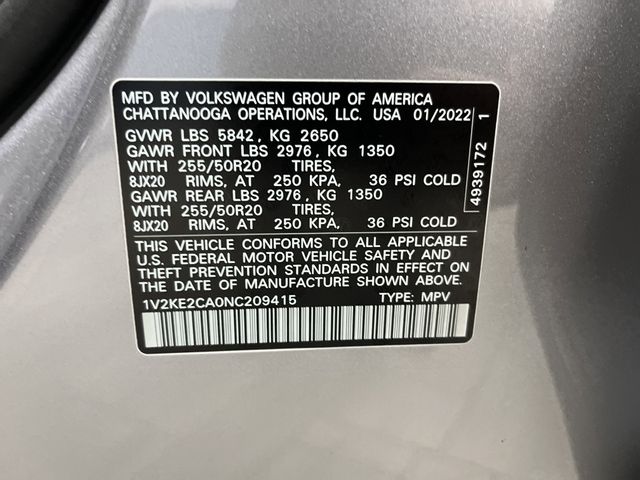 MFD BY VOLKSWAGEN GROUP OF AMERICA
CHATTANOOGA OPERATIONS, LLC. USA 01/2022
GVWR LBS 5842, KG 2650
GAWR FRONT LBS 2976, KG 1350
WITH 255/50R20 TIRES,
8JX20 RIMS, AT 250 KPA, 36 PSI COLD
GAWR REAR LBS 2976, KG 1350
WITH 255/50R20 TIRES,
8JX20 RIMS, AT 250 KPA, 36 PSI COLD
THIS VEHICLE CONFORMS TO ALL APPLICABLE
U.S. FEDERAL MOTOR VEHICLE SAFETY AND
THEFT PREVENTION STANDARDS IN EFFECT ON
THE DATE OF MANUFACTURE SHOWN ABOVE.
1V2KE2CA0NC209415 TYPE: MPV
4939172 1